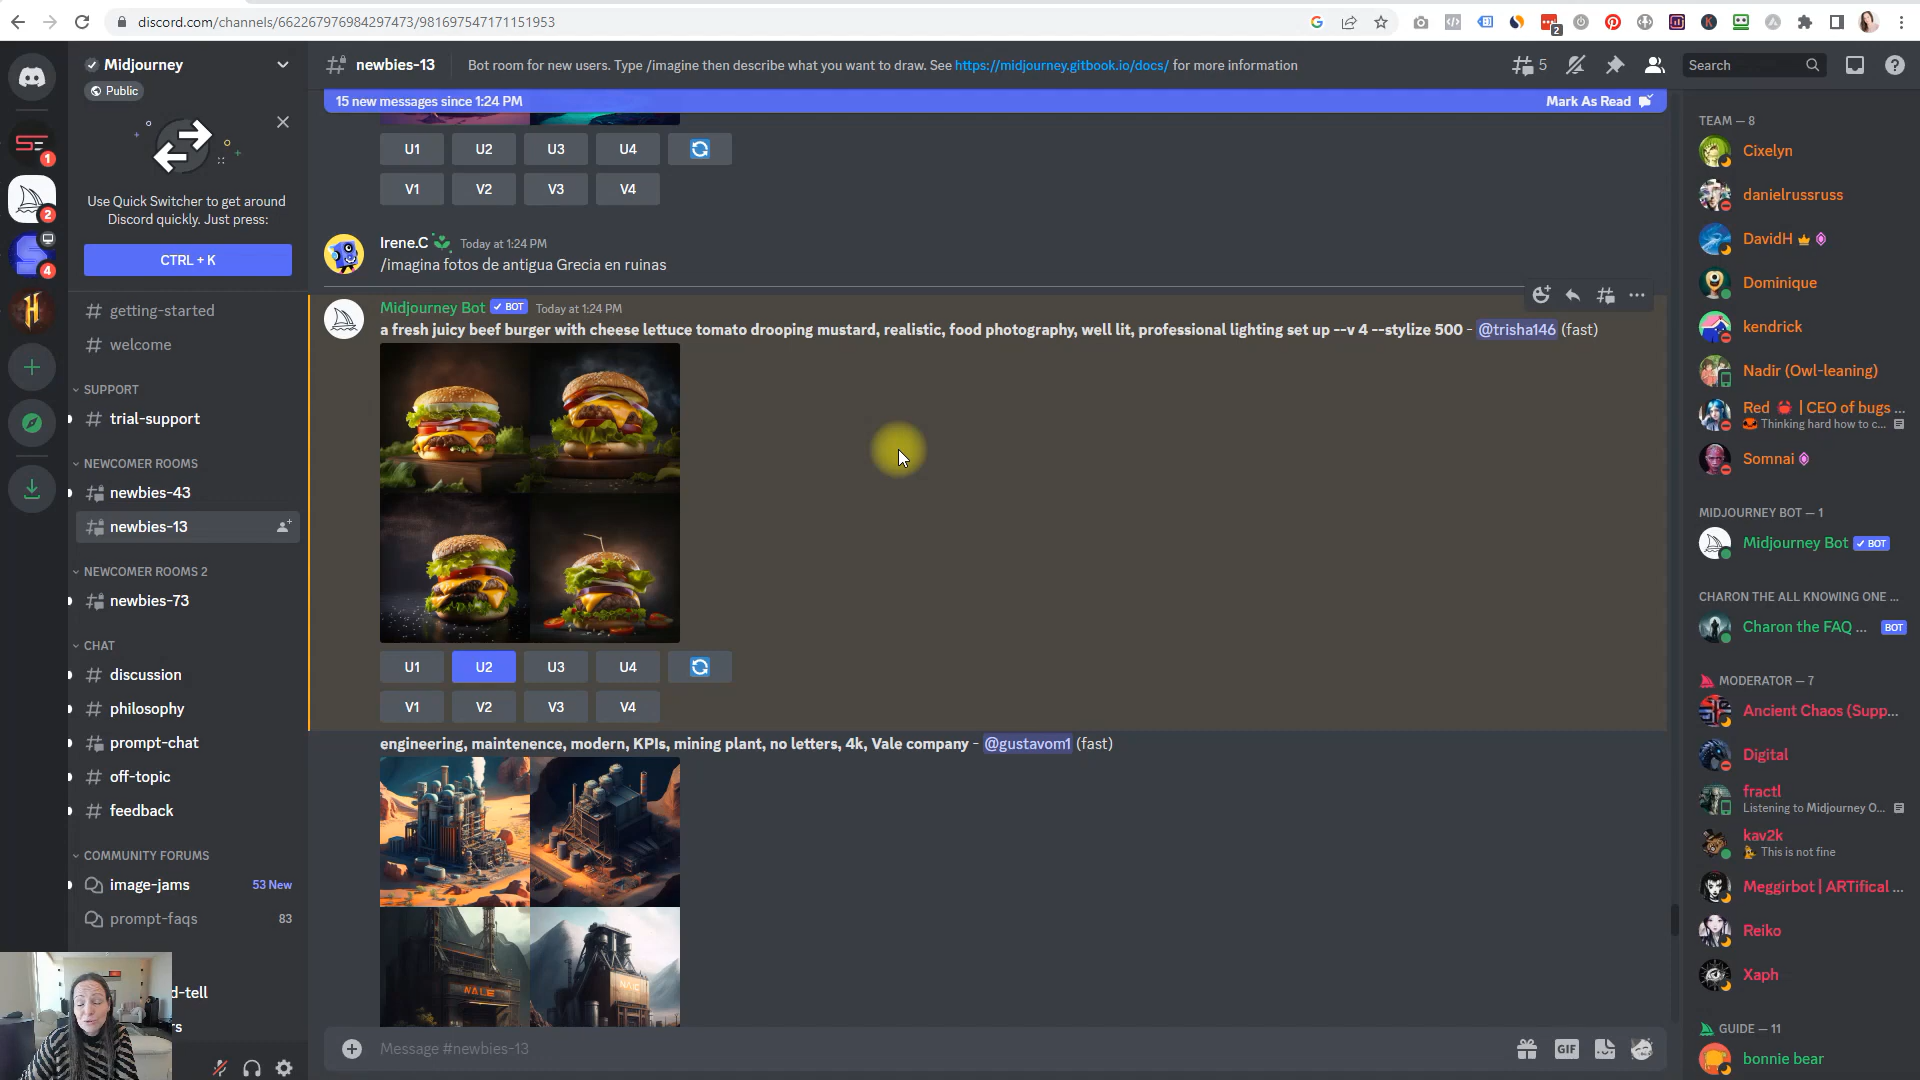 discord.com/channels/662267976984297473/981697547171151953
2
Midjourney
Public
Use Quick Switcher to get around
Discord quickly. Just press:
CTRL + K
1
2
4
getting-started
welcome
SUPPORT
trial-support
NEWCOMER ROOMS
newbies-43
newbies-13
NEWCOMER ROOMS 2
newbies-73
CHAT
discussion
philosophy
prompt-chat
off-topic
feedback
COMMUNITY FORUMS
image-jams 53 New
prompt-faqs 83
d-tell
rs
newbies-13 Bot room for new users. Type /imagine then describe what you want to draw. See https://midjourney.gitbook.io/docs/ for more information
5
Search
15 new messages since 1:24 PM Mark As Read
U1 U2 U3 U4
V1 V2 V3 V4
Irene.C Today at 1:24 PM
/imagina fotos de antigua Grecia en ruinas
Midjourney Bot BOT Today at 1:24 PM
a fresh juicy beef burger with cheese lettuce tomato drooping mustard, realistic, food photography, well lit, professional lighting set up --v 4 --stylize 500 - @trisha146 (fast)
U1 U2 U3 U4
V1 V2 V3 V4
engineering, maintenence, modern, KPIs, mining plant, no letters, 4k, Vale company - @gustavom1 (fast)
Message #newbies-13
GIF
TEAM — 8
Cixelyn
danielrussruss
DavidH
Dominique
kendrick
Nadir (Owl-leaning)
Red | CEO of bugs ...
Thinking hard how to c...
Somnai
MIDJOURNEY BOT — 1
Midjourney Bot BOT
CHARON THE ALL KNOWING ONE ...
Charon the FAQ ... BOT
MODERATOR — 7
Ancient Chaos (Supp...
Digital
fractl
Listening to Midjourney O...
kav2k
This is not fine
Meggirbot | ARTifical ...
Reiko
Xaph
GUIDE — 11
bonnie bear